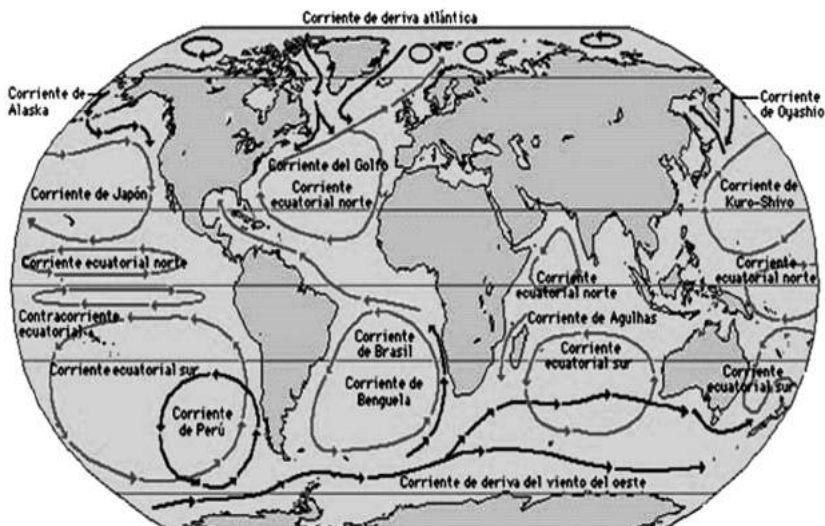 Corriente de deriva atlántica
Corriente de
Alaska
Corriente
de Oyashio
Corriente del Golfo
Corriente
ecuatorial norte
Corriente de Japón
Corriente de
Kuro-Shivo
Corriente ecuatorial norte
Corriente
ecuatorial norte
Corriente
ecuatorial norte
Contracorriente
ecuatorial
Corriente de Agulhas
Corriente
de Brasil
Corriente
ecuatorial sur
Corriente ecuatorial sur
Corriente
ecuatorial sur
Corriente de
Benguela
Corriente
de Perú
Corriente de deriva del viento del oeste